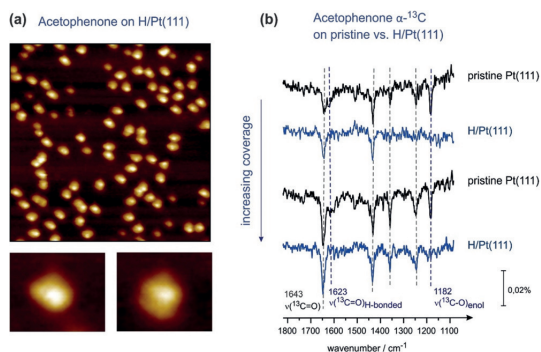 (a) Acetophenone on H/Pt(111)
(b) Acetophenone α-¹³C
on pristine vs. H/Pt(111)
increasing coverage
pristine Pt(111)
H/Pt(111)
pristine Pt(111)
H/Pt(111)
1643
ν(¹³C=O)
1623
ν(¹³C=O)H-bonded
1182
ν(¹³C-O)enol
0,02%
1800 1700 1600 1500 1400 1300 1200 1100
wavenumber / cm⁻¹